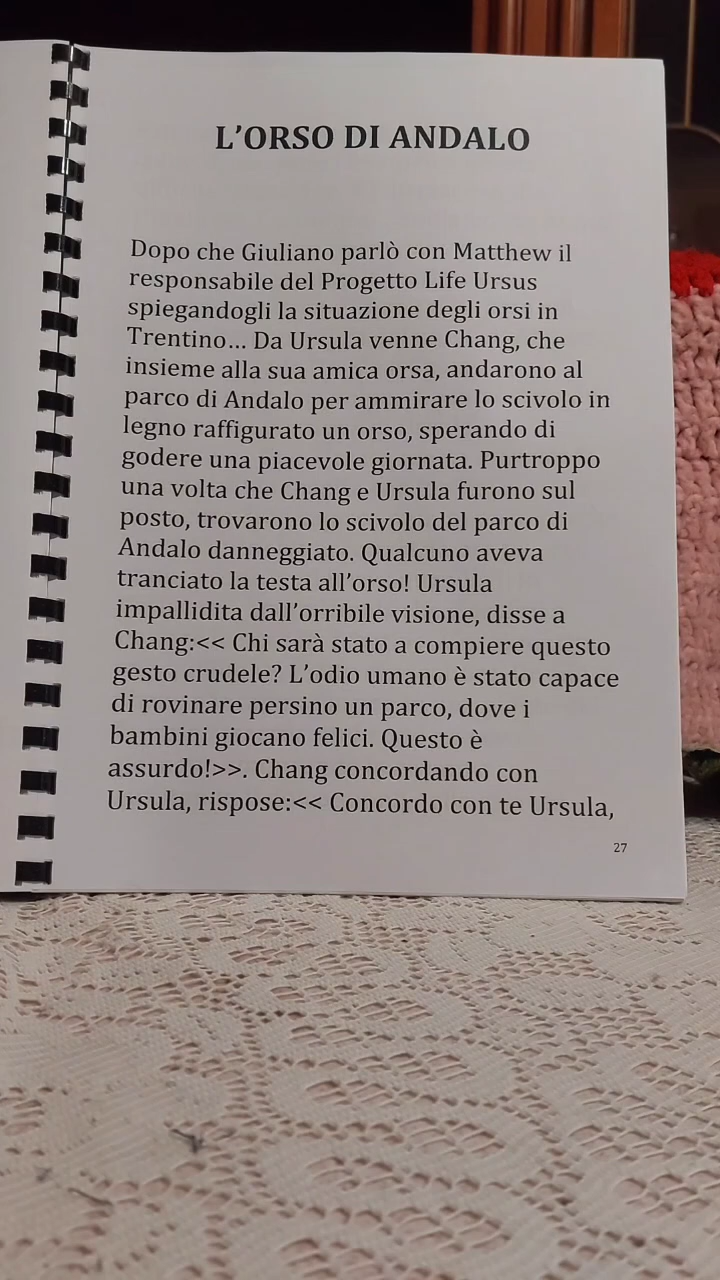 L’ORSO DI ANDALO
Dopo che Giuliano parlò con Matthew il
responsabile del Progetto Life Ursus
spiegandogli la situazione degli orsi in
Trentino… Da Ursula venne Chang, che
insieme alla sua amica orsa, andarono al
parco di Andalo per ammirare lo scivolo in
legno raffigurato un orso, sperando di
godere una piacevole giornata. Purtroppo
una volta che Chang e Ursula furono sul
posto, trovarono lo scivolo del parco di
Andalo danneggiato. Qualcuno aveva
tranciato la testa all’orso! Ursula
impallidita dall’orribile visione, disse a
Chang:<< Chi sarà stato a compiere questo
gesto crudele? L’odio umano è stato capace
di rovinare persino un parco, dove i
bambini giocano felici. Questo è
assurdo!>>. Chang concordando con
Ursula, rispose:<< Concordo con te Ursula,
27